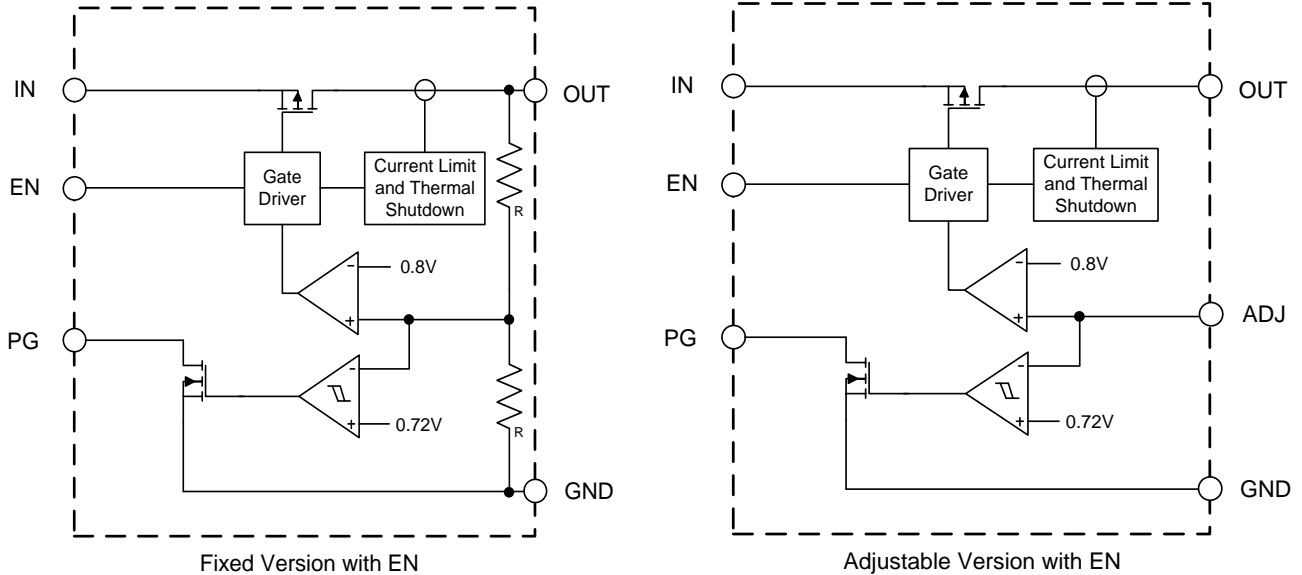 IN
OUT
EN
Gate
Driver
Current Limit
and Thermal
Shutdown
R
-
0.8V
+
PG
-
+
0.72V
R
GND
Fixed Version with EN
IN
OUT
EN
Gate
Driver
Current Limit
and Thermal
Shutdown
-
0.8V
+
ADJ
PG
-
+
0.72V
GND
Adjustable Version with EN